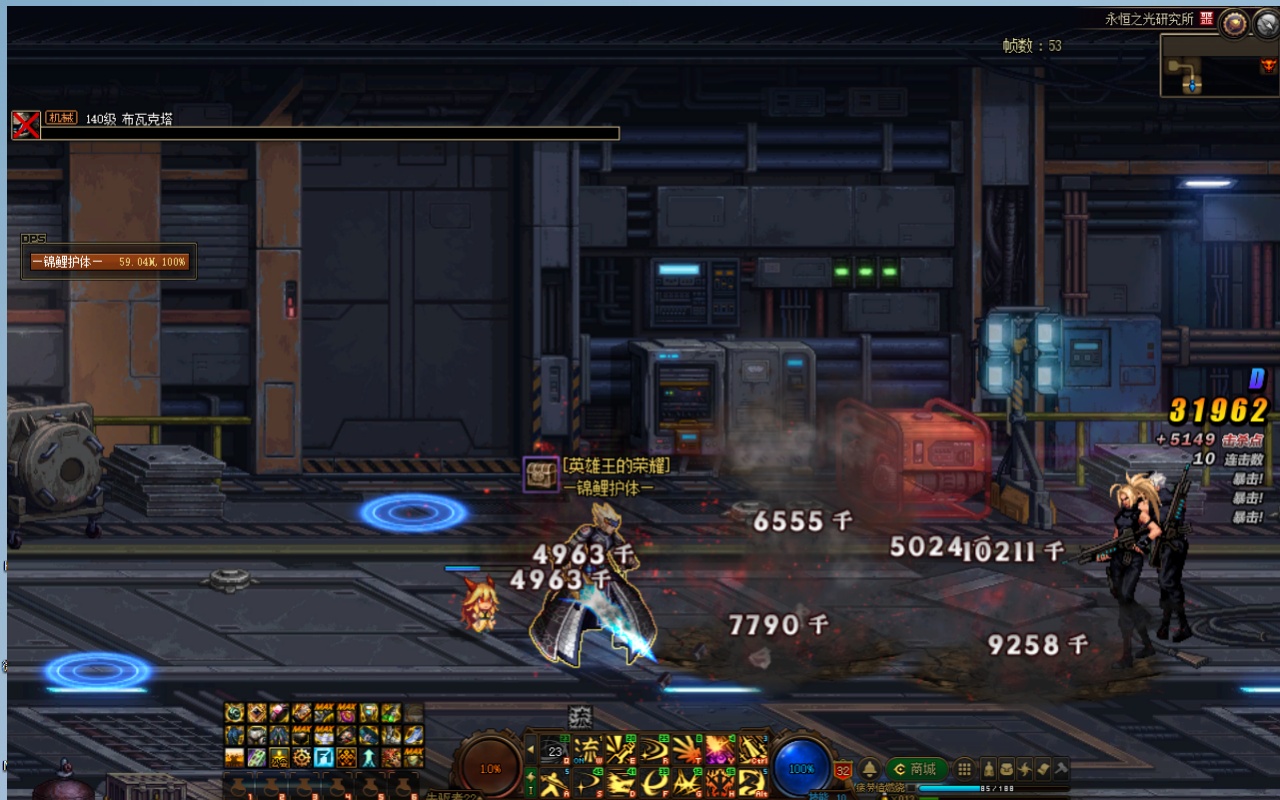 永恒之光研究所
帧数：53
机械 140级 布瓦克塔
DPS
一锦鲤护体一 59.04M, 100%
D
31962
+5149 击杀点
10 连击数
暴击!
暴击!
暴击!
[英雄王的荣耀]
一锦鲤护体一
6555 千
4963 千
5024
10211 千
4963 千
7790 千
9258 千
流
10%
23
100%
32
商城
85/188